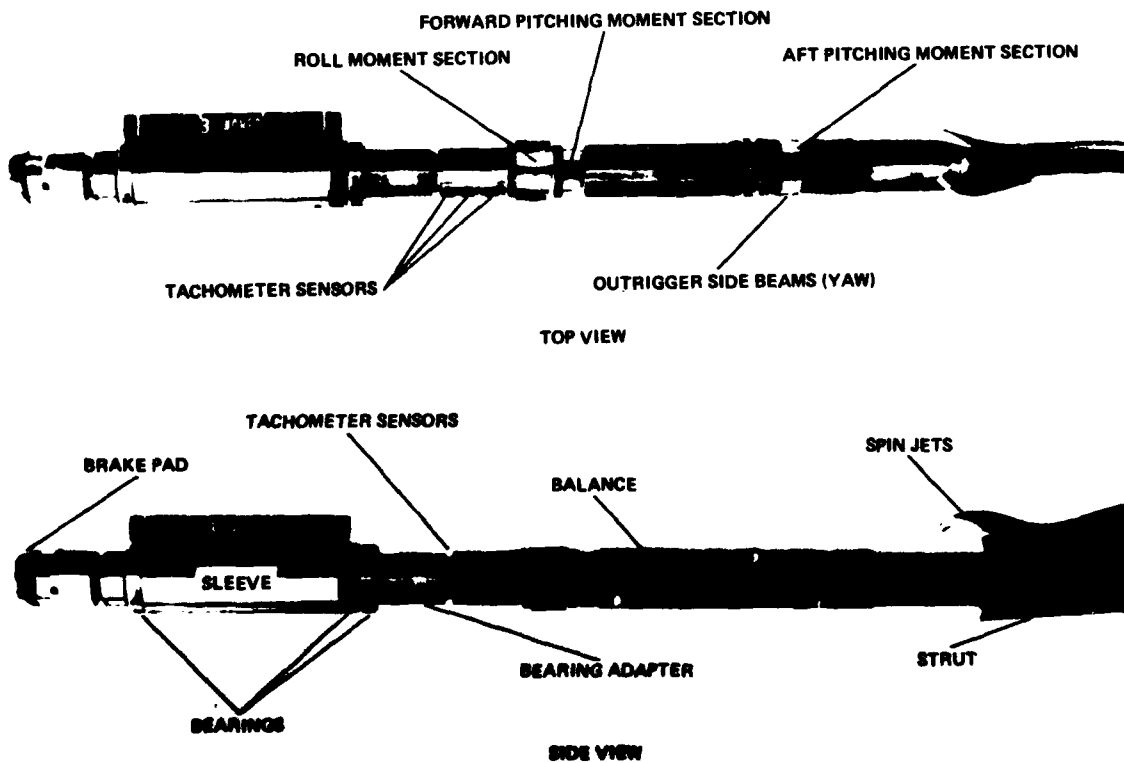 FORWARD PITCHING MOMENT SECTION
ROLL MOMENT SECTION
AFT PITCHING MOMENT SECTION
TACHOMETER SENSORS
OUTRIGGER SIDE BEAMS (YAW)
TOP VIEW
TACHOMETER SENSORS
SPIN JETS
BRAKE PAD
BALANCE
SLEEVE
STRUT
BEARING ADAPTER
BEARINGS
SIDE VIEW